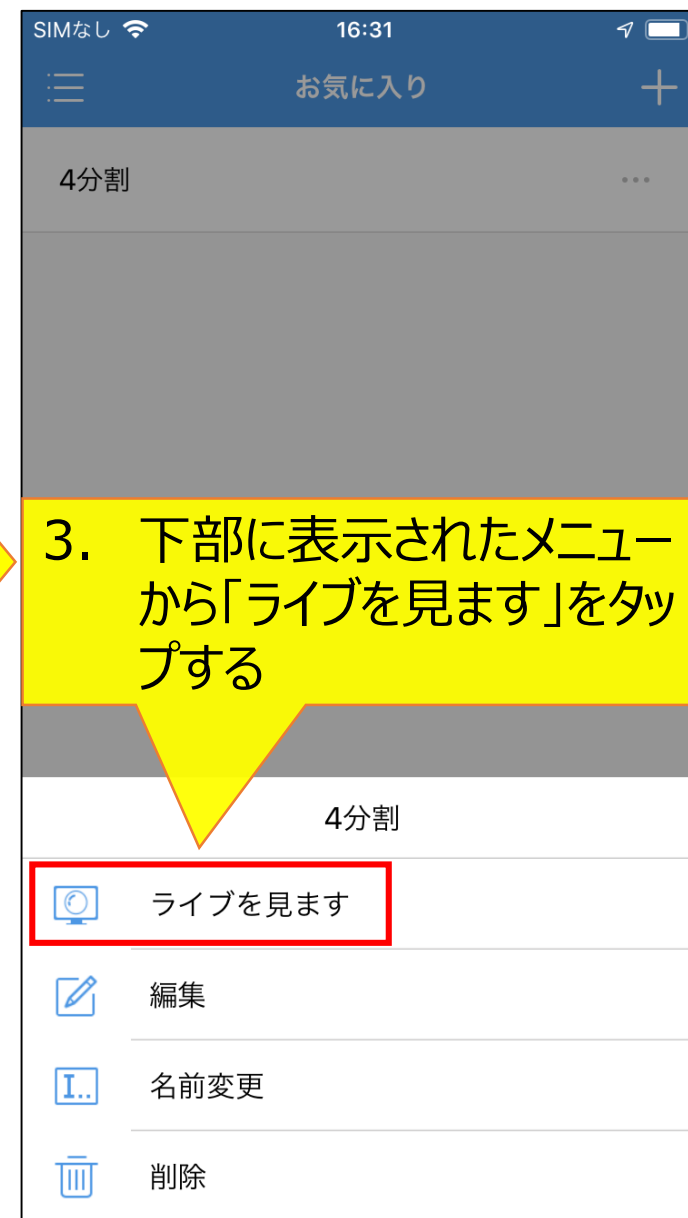 SIMなし 16:31
お気に入り
4分割
3. 下部に表示されたメニュー
から「ライブを見ます」をタッ
プする
4分割
ライブを見ます
編集
I.. 名前変更
削除